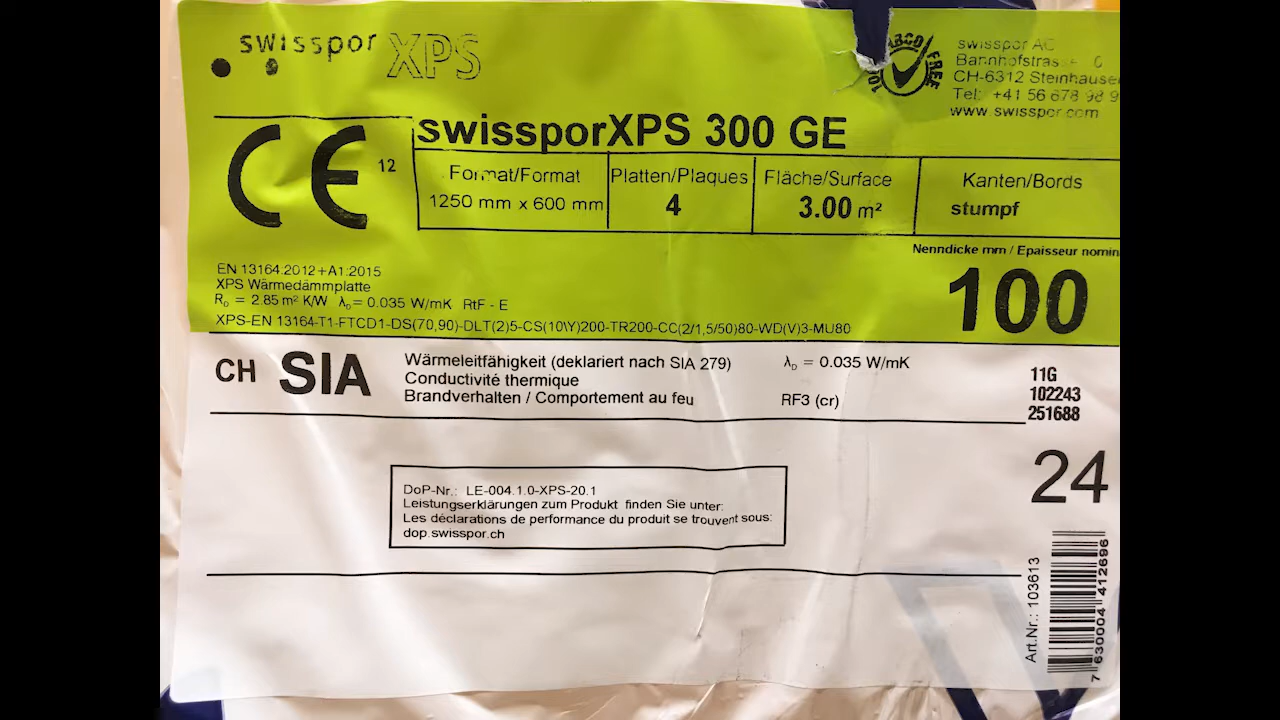 swisspor XPS
swisspor AG
CH-6312 Steinhause
Tel: +41 56 678 98 9
www.swisspor.com
FREE
swissporXPS 300 GE
CE 12
Format/Format Platten/Plaques Fläche/Surface Kanten/Bords
1250 mm x 600 mm 4 3.00 m² stumpf
Nenndicke mm / Epaisseur nomin
100
EN 13164:2012+A1:2015
XPS Wärmedämmplatte
R_D = 2.85 m² K/W λ_D = 0.035 W/mK RtF - E
XPS-EN 13164-T1-FTCD1-DS(70,90)-DLT(2)5-CS(10\Y)200-TR200-CC(2/1,5/50)80-WD(V)3-MU80
CH SIA
Wärmeleitfähigkeit (deklariert nach SIA 279) λ_D = 0.035 W/mK
Conductivité thermique
Brandverhalten / Comportement au feu RF3 (cr)
11G
102243
251688
24
DoP-Nr.: LE-004.1.0-XPS-20.1
Leistungserklärungen zum Produkt finden Sie unter:
Les déclarations de performance du produit se trouvent sous:
dop.swisspor.ch
Art.Nr.: 103613
7 630004 412696